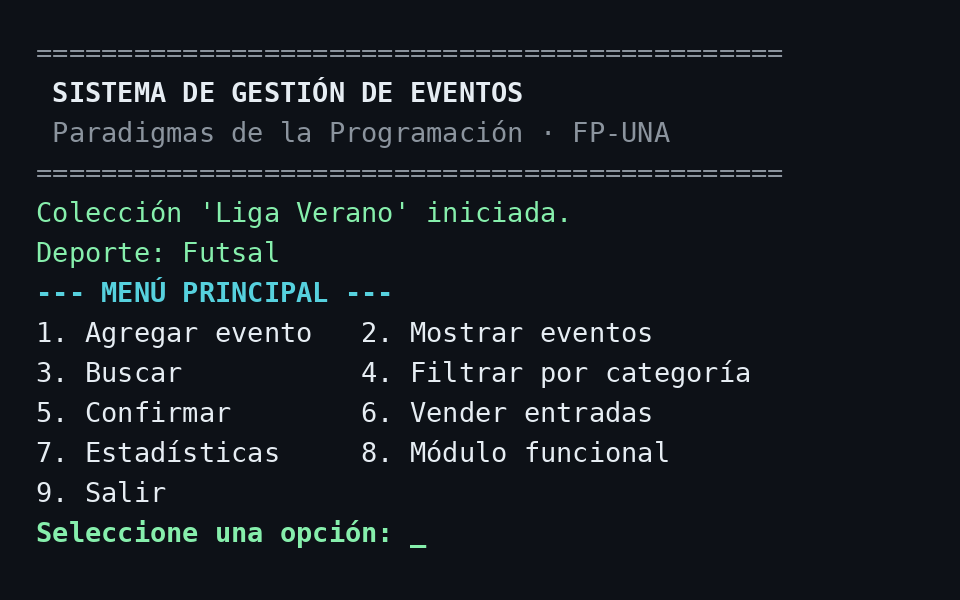 ==============================================
SISTEMA DE GESTIÓN DE EVENTOS
Paradigmas de la Programación · FP-UNA
==============================================
Colección 'Liga Verano' iniciada.
Deporte: Futsal
--- MENÚ PRINCIPAL ---
1. Agregar evento   2. Mostrar eventos
3. Buscar           4. Filtrar por categoría
5. Confirmar        6. Vender entradas
7. Estadísticas     8. Módulo funcional
9. Salir
Seleccione una opción: _